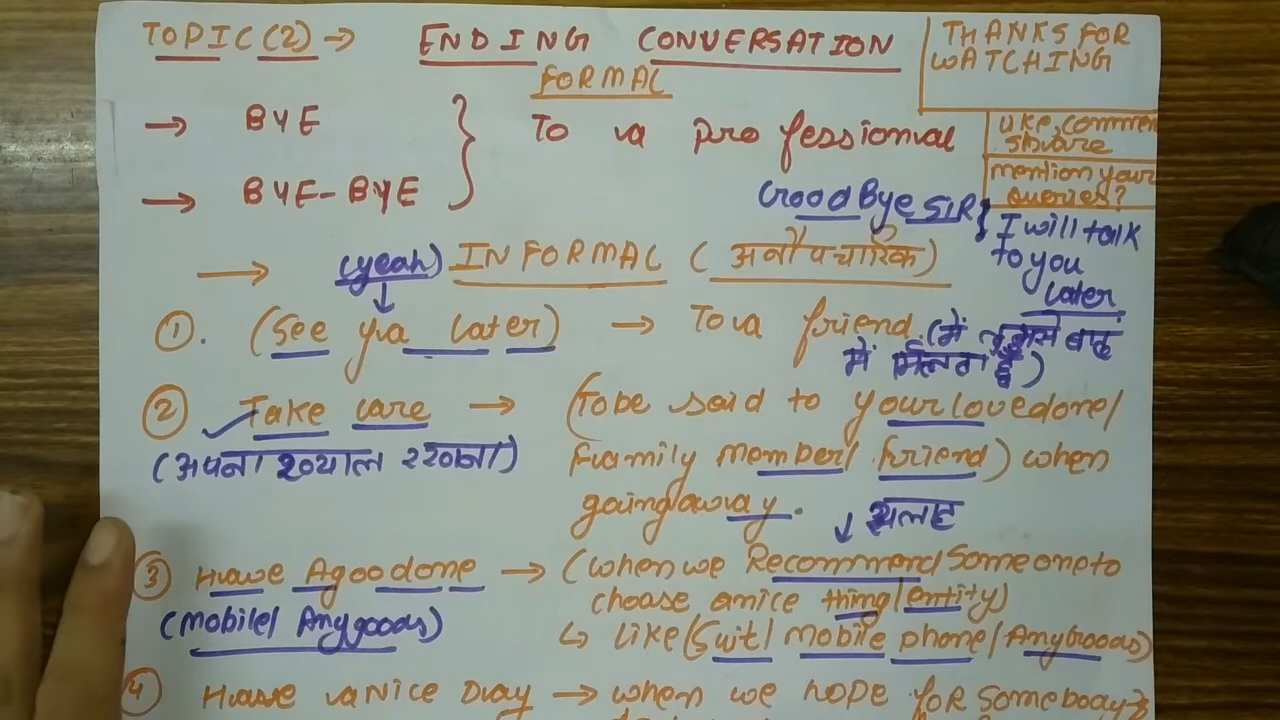 TOPIC (2) → ENDING CONVERSATION
THANKS FOR
WATCHING
FORMAL
→ BYE
→ BYE-BYE
} To a professional
Like, commen
share
mention your
queries?
Good Bye SIR }
I will talk
to you
later
→ (yeah) INFORMAL (अनौपचारिक)
①. (See ya later) → To a friend. (में तुमसे बाद
में मिलता हूँ)
② Take care → (To be said to your loved one/
(अपना ख्याल रखना)
Family member/ friend) when
going away.
↓ सलाह
③ Have A good one → (when we Recommend Someone to
(Mobile/ Any goods)
choose a nice thing/entity)
↳ Like (Suit/ mobile phone/ Any Goods)
④ Have a Nice Day → when we hope for somebody's